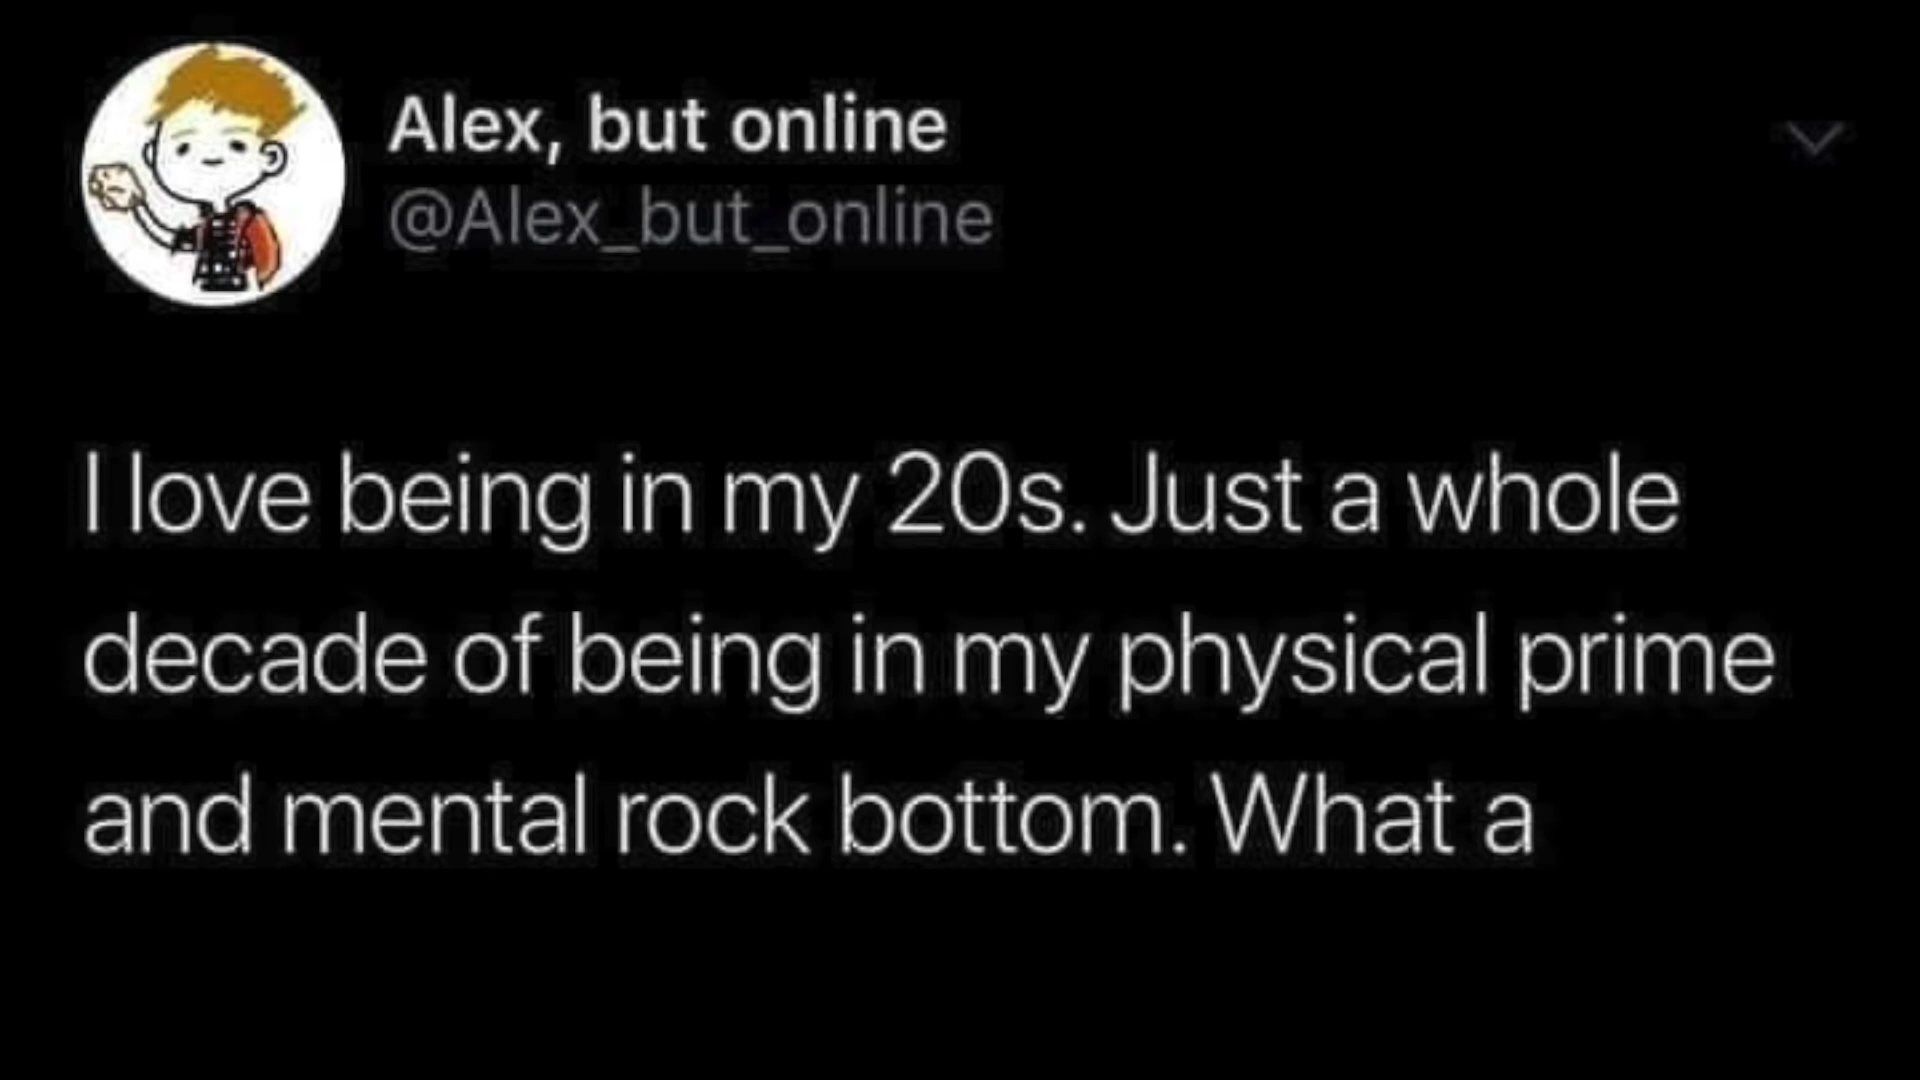 Alex, but online
@Alex_but_online
I love being in my 20s. Just a whole
decade of being in my physical prime
and mental rock bottom. What a